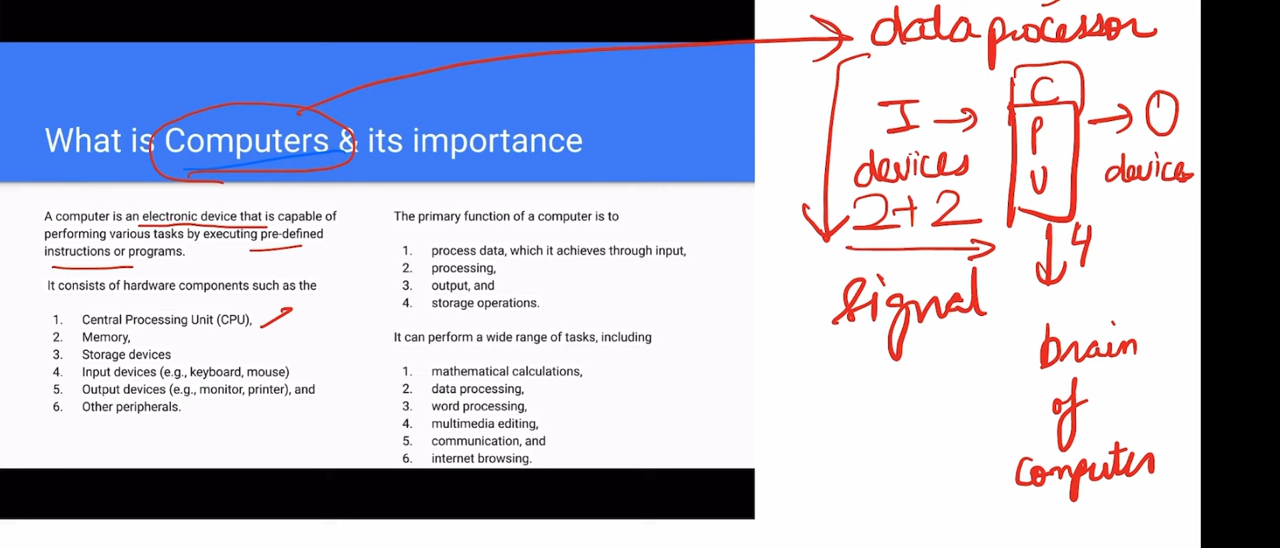 What is Computers & its importance
A computer is an electronic device that is capable of
performing various tasks by executing pre-defined
instructions or programs.
It consists of hardware components such as the
1. Central Processing Unit (CPU),
2. Memory,
3. Storage devices
4. Input devices (e.g., keyboard, mouse)
5. Output devices (e.g., monitor, printer), and
6. Other peripherals.
The primary function of a computer is to
1. process data, which it achieves through input,
2. processing,
3. output, and
4. storage operations.
It can perform a wide range of tasks, including
1. mathematical calculations,
2. data processing,
3. word processing,
4. multimedia editing,
5. communication, and
6. internet browsing.
data processor
I → CPU → O
devices
devices
2+2
4
signal
brain
of
computer